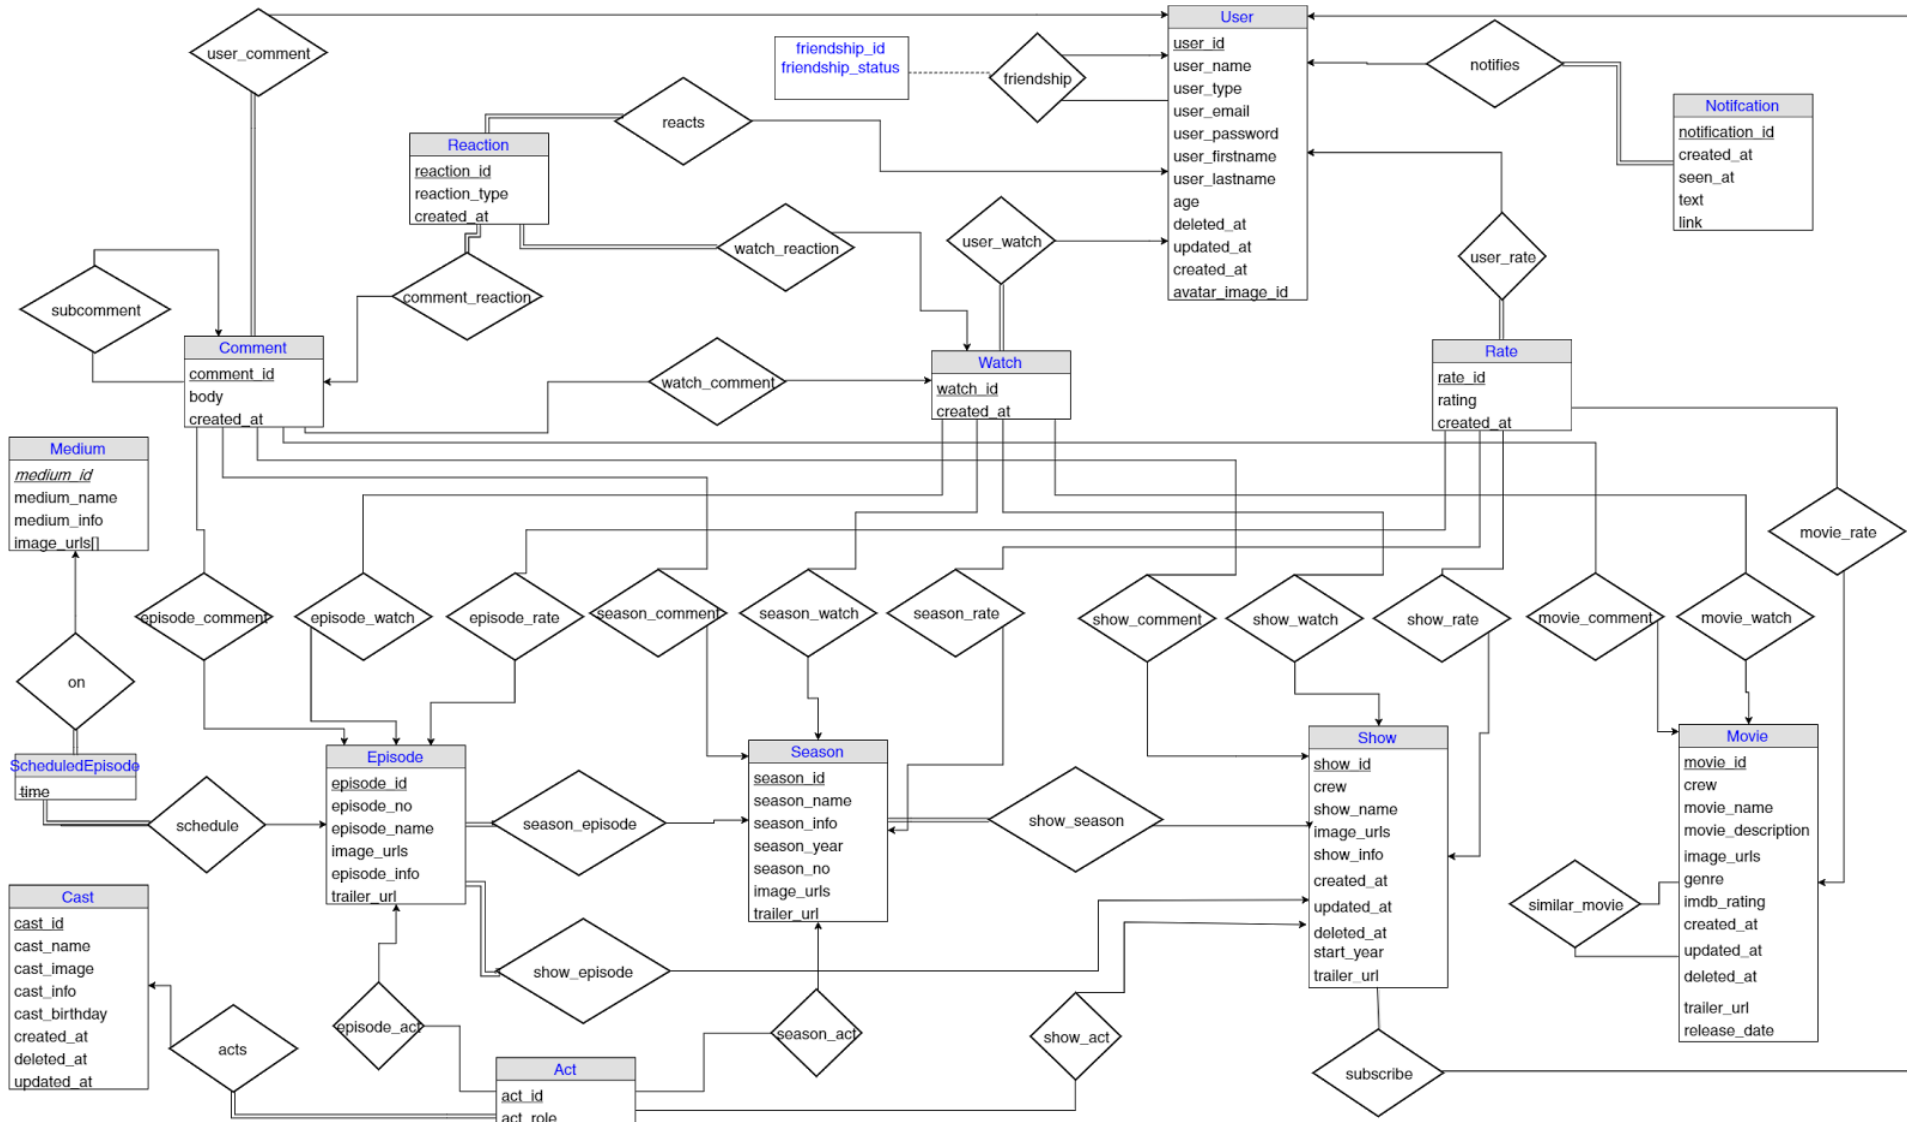 user_comment
friendship_id
friendship_status
friendship
User
user_id
user_name
user_type
user_email
user_password
user_firstname
user_lastname
age
deleted_at
updated_at
created_at
avatar_image_id
notifies
Notifcation
notification_id
created_at
seen_at
text
link
reacts
Reaction
reaction_id
reaction_type
created_at
watch_reaction
user_watch
user_rate
subcomment
comment_reaction
Comment
comment_id
body
created_at
watch_comment
Watch
watch_id
created_at
Rate
rate_id
rating
created_at
Medium
medium_id
medium_name
medium_info
image_urls[]
movie_rate
episode_comment
episode_watch
episode_rate
season_comment
season_watch
season_rate
show_comment
show_watch
show_rate
movie_comment
movie_watch
on
ScheduledEpisode
time
schedule
Episode
episode_id
episode_no
episode_name
image_urls
episode_info
trailer_url
season_episode
Season
season_id
season_name
season_info
season_year
season_no
image_urls
trailer_url
show_season
Show
show_id
crew
show_name
image_urls
show_info
created_at
updated_at
deleted_at
start_year
trailer_url
Movie
movie_id
crew
movie_name
movie_description
image_urls
genre
imdb_rating
created_at
updated_at
deleted_at
trailer_url
release_date
similar_movie
Cast
cast_id
cast_name
cast_image
cast_info
cast_birthday
created_at
deleted_at
updated_at
show_episode
acts
episode_act
season_act
show_act
Act
act_id
act_role
subscribe